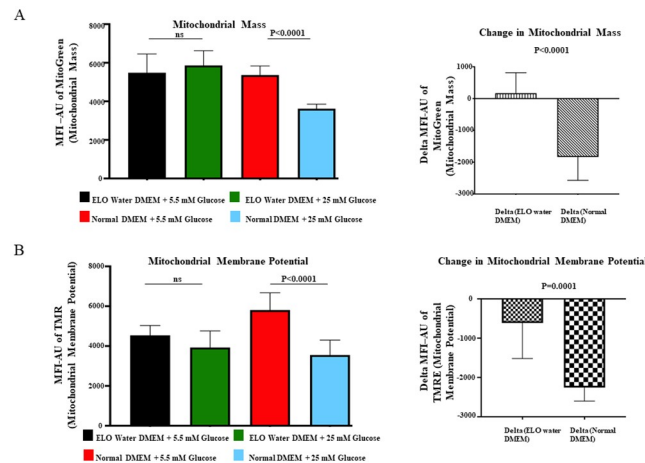 A
Mitochondrial Mass
ns
P<0.0001
8000
6000
4000
2000
0
MFI –AU of MitoGreen
(Mitochondrial Mass)
ELO Water DMEM + 5.5 mM Glucose
ELO Water DMEM + 25 mM Glucose
Normal DMEM + 5.5 mM Glucose
Normal DMEM + 25 mM Glucose
Change in Mitochondrial Mass
P<0.0001
1000
0
-1000
-2000
-3000
Delta MFI-AU of
MitoGreen
(Mitochondrial Mass)
Delta (ELO water
DMEM)
Delta (Normal
DMEM)
B
Mitochondrial Membrane Potential
ns
P<0.0001
8000
6000
4000
2000
0
MFI-AU of TMR
(Mitochondrial Membrane Potential)
ELO Water DMEM + 5.5 mM Glucose
ELO Water DMEM + 25 mM Glucose
Normal DMEM + 5.5 mM Glucose
Normal DMEM + 25 mM Glucose
Change in Mitochondrial Membrane Potential
P=0.0001
0
-1000
-2000
-3000
Delta MFI–AU of
TMRE (Mitochondrial
Membrane Potential)
Delta (ELO water
DMEM)
Delta (Normal
DMEM)